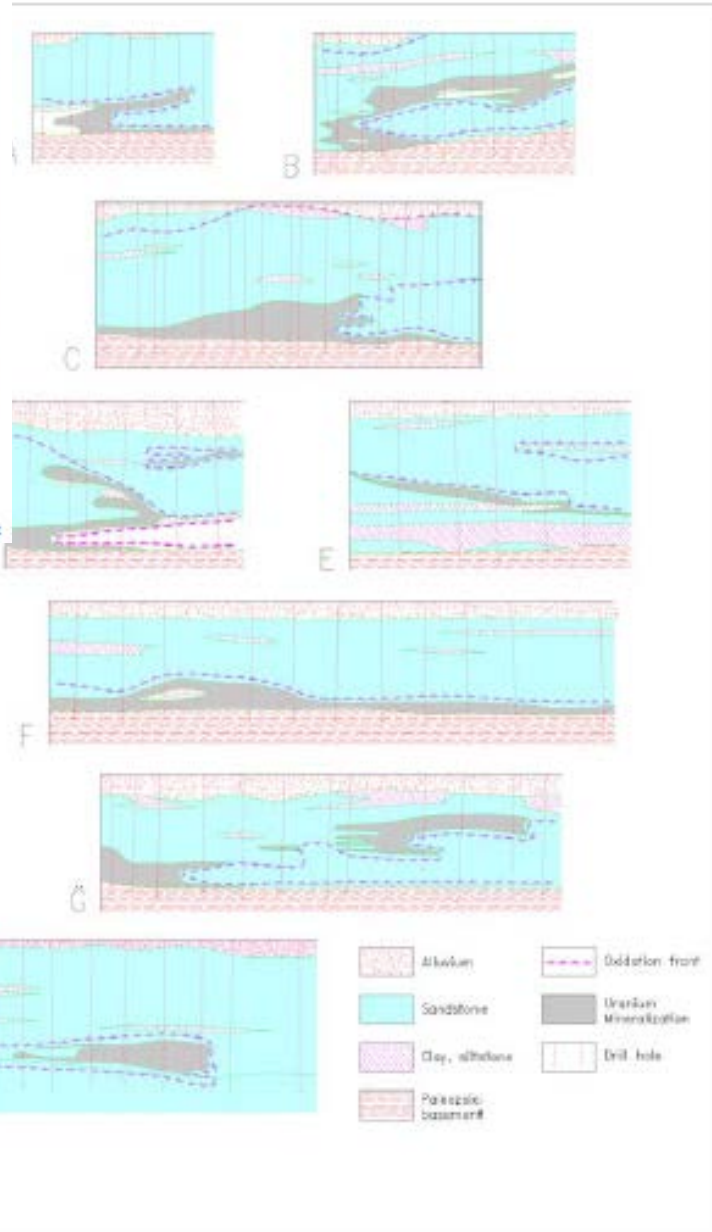 B
C
E
F
G
Alluvium
Sandstone
Clay, siltstone
Paleozoic
basement
Oxidation front
Uranium
Mineralization
Drill hole